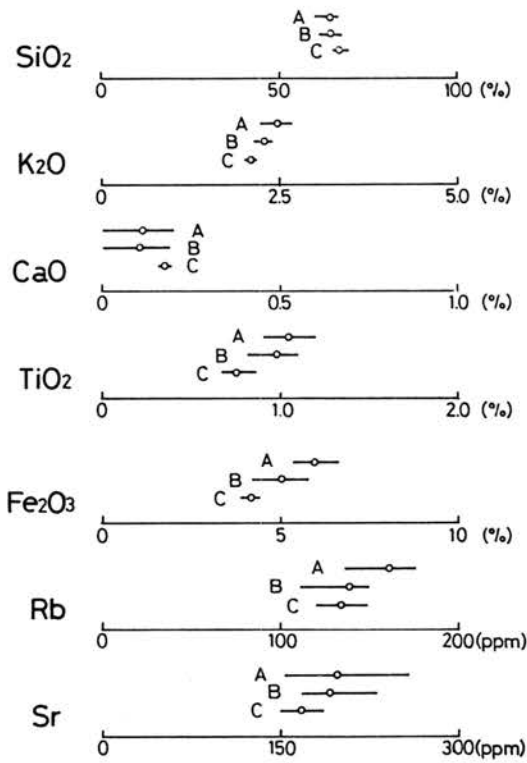 A
B
C
SiO2
0 50 100 (%)
A
B
C
K2O
0 2.5 5.0 (%)
A
B
C
CaO
0 0.5 1.0 (%)
A
B
C
TiO2
0 1.0 2.0 (%)
A
B
C
Fe2O3
0 5 10 (%)
A
B
C
Rb
0 100 200 (ppm)
A
B
C
Sr
0 150 300 (ppm)